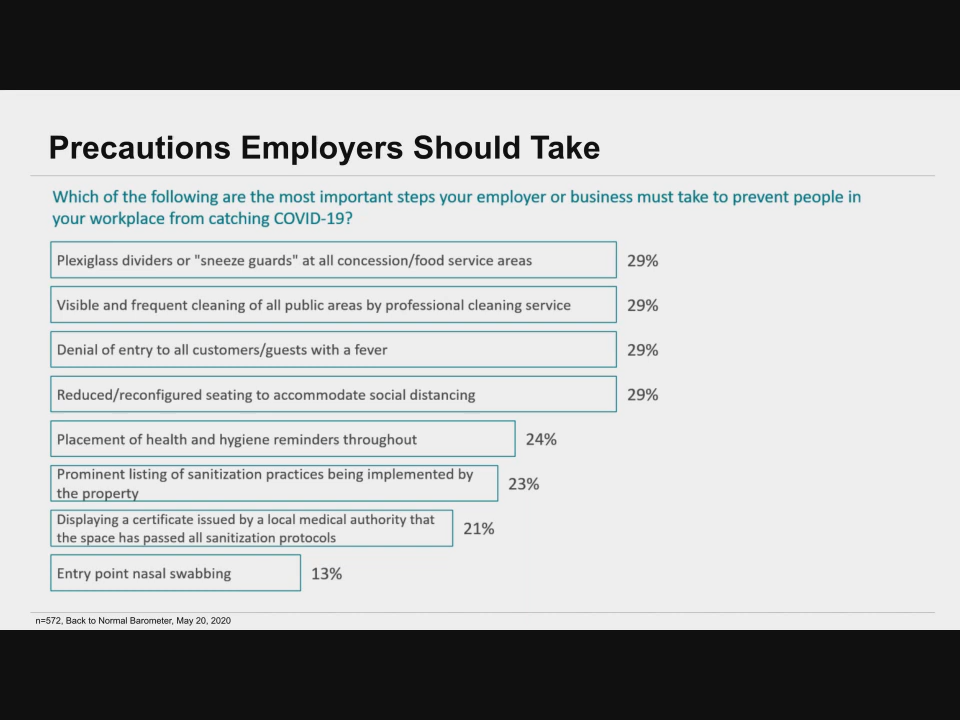 Precautions Employers Should Take
Which of the following are the most important steps your employer or business must take to prevent people in
your workplace from catching COVID-19?
Plexiglass dividers or "sneeze guards" at all concession/food service areas 29%
Visible and frequent cleaning of all public areas by professional cleaning service 29%
Denial of entry to all customers/guests with a fever 29%
Reduced/reconfigured seating to accommodate social distancing 29%
Placement of health and hygiene reminders throughout 24%
Prominent listing of sanitization practices being implemented by
the property 23%
Displaying a certificate issued by a local medical authority that
the space has passed all sanitization protocols 21%
Entry point nasal swabbing 13%
n=572, Back to Normal Barometer, May 20, 2020